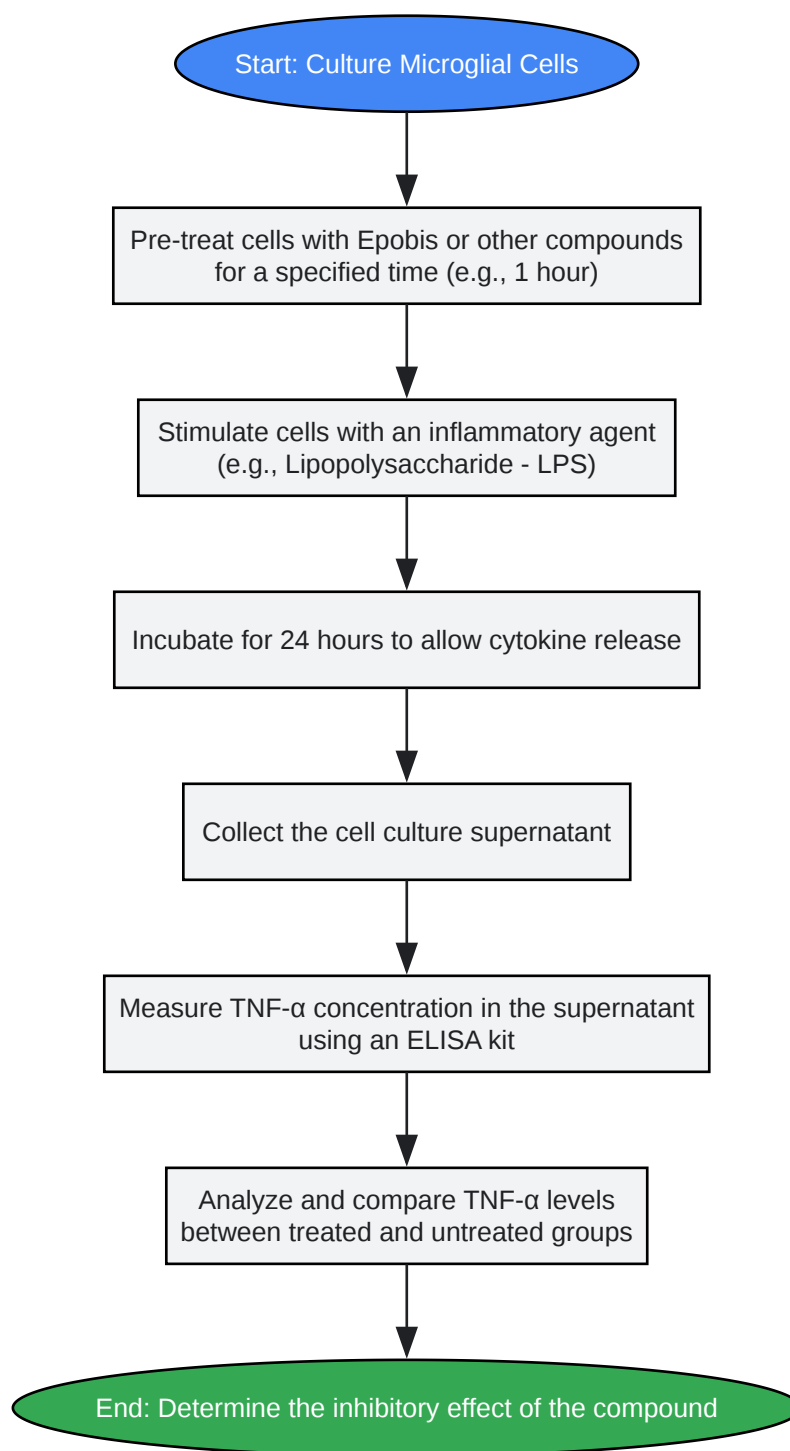 Start: Culture Microglial Cells
Pre-treat cells with Epobis or other compounds
for a specified time (e.g., 1 hour)
Stimulate cells with an inflammatory agent
(e.g., Lipopolysaccharide - LPS)
Incubate for 24 hours to allow cytokine release
Collect the cell culture supernatant
Measure TNF-α concentration in the supernatant
using an ELISA kit
Analyze and compare TNF-α levels
between treated and untreated groups
End: Determine the inhibitory effect of the compound